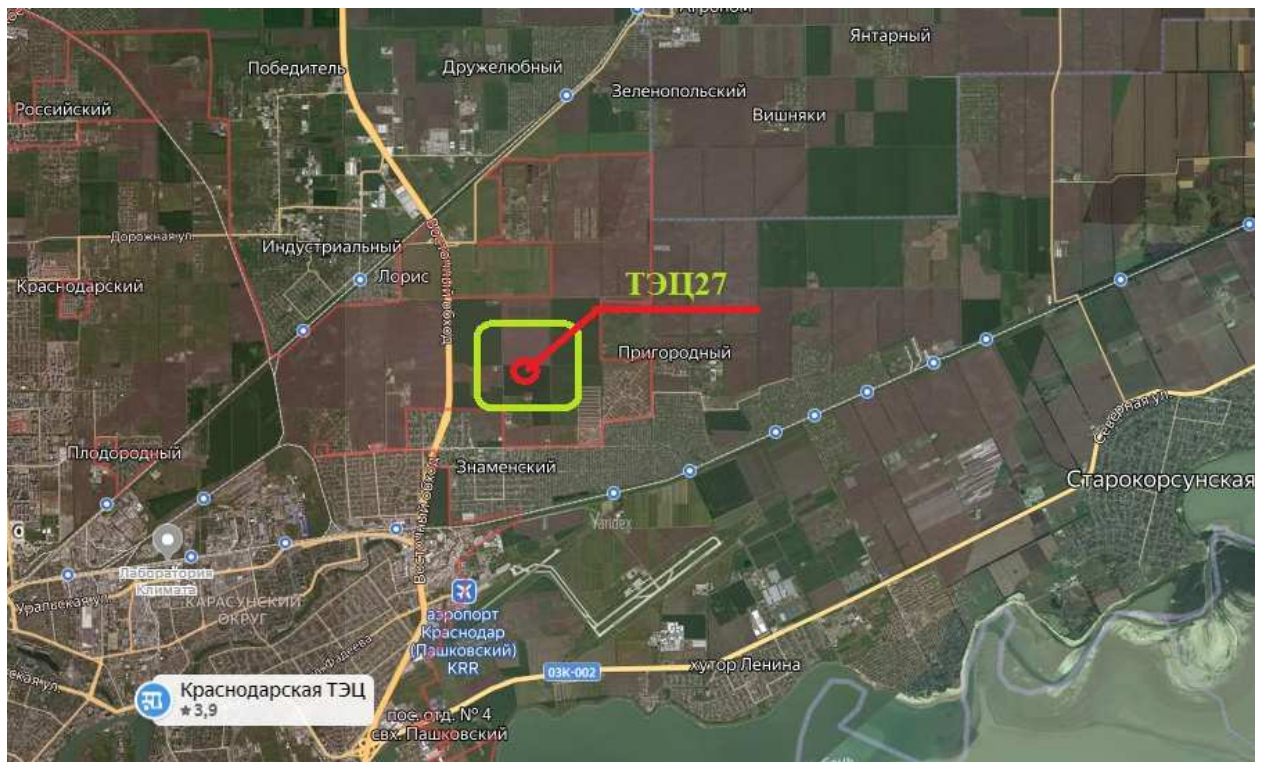 Агроном
Янтарный
Победитель
Дружелюбный
Зеленопольский
Российский
Вишняки
Дорожная ул.
Восточный обход
Индустриальный
Лорис
Краснодарский
ТЭЦ27
Пригородный
Северная ул.
Плодородный
Знаменский
Старокорсунская
Восточный обход
Yandex
Лаборатория
Климата
Уральская ул.
КАРАСУНСКИЙ
ОКРУГ
аэропорт
Краснодар
(Пашковский)
KRR
03К-002
хутор Ленина
Краснодарская ТЭЦ
3,9
пос. отд. № 4
свх. Пашковский